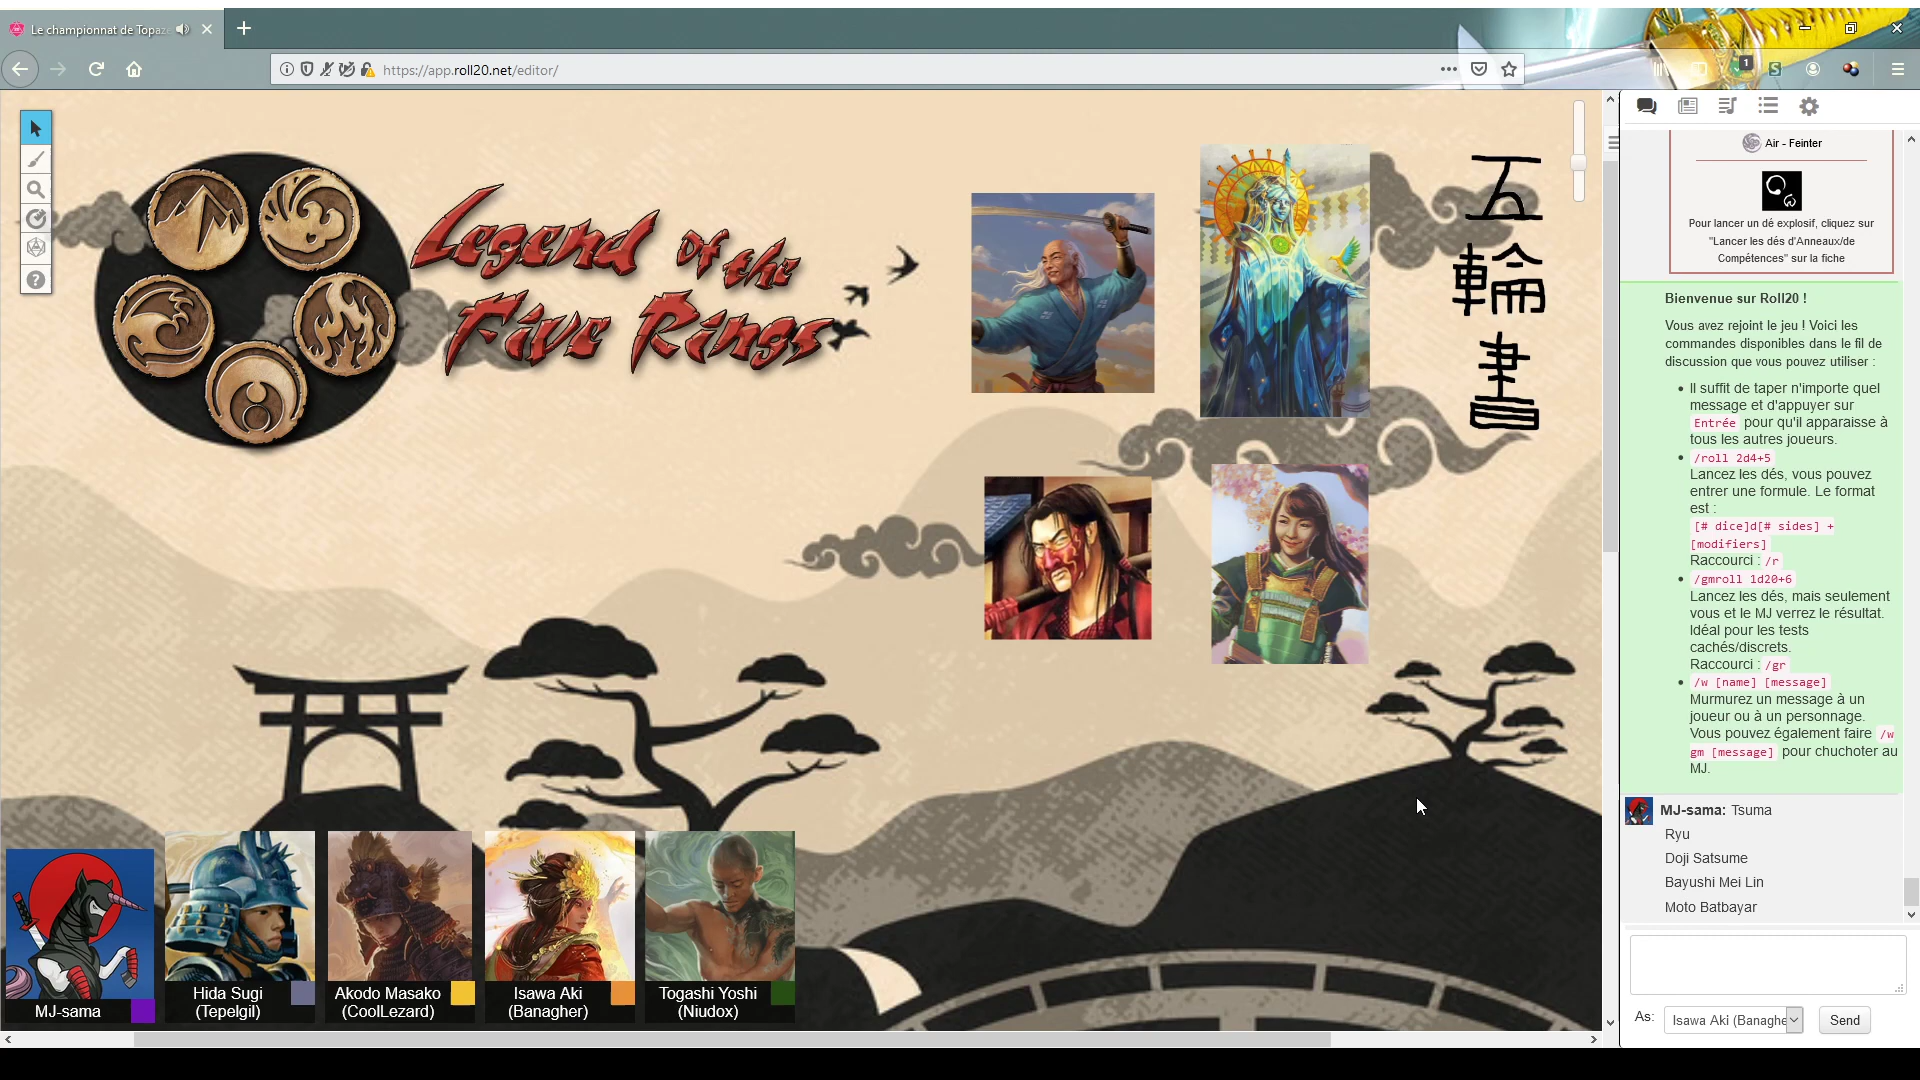 Le championnat de Topaze
https://app.roll20.net/editor/
1
Legend of the
Five Rings
五
輪
書
Air - Feinter
Pour lancer un dé explosif, cliquez sur
"Lancer les dés d'Anneaux/de
Compétences" sur la fiche
Bienvenue sur Roll20 !
Vous avez rejoint le jeu ! Voici les
commandes disponibles dans le fil de
discussion que vous pouvez utiliser :
Il suffit de taper n'importe quel
message et d'appuyer sur
Entrée pour qu'il apparaisse à
tous les autres joueurs.
/roll 2d4+5
Lancez les dés, vous pouvez
entrer une formule. Le format
est :
[# dice]d[# sides] +
[modifiers]
Raccourci : /r
/gmroll 1d20+6
Lancez les dés, mais seulement
vous et le MJ verrez le résultat.
Idéal pour les tests
cachés/discrets.
Raccourci : /gr
/w [name] [message]
Murmurez un message à un
joueur ou à un personnage.
Vous pouvez également faire /w
gm [message] pour chuchoter au
MJ.
MJ-sama: Tsuma
Ryu
Doji Satsume
Bayushi Mei Lin
Moto Batbayar
As: Isawa Aki (Banaghe
Send
MJ-sama
Hida Sugi
(Tepelgil)
Akodo Masako
(CoolLezard)
Isawa Aki
(Banagher)
Togashi Yoshi
(Niudox)